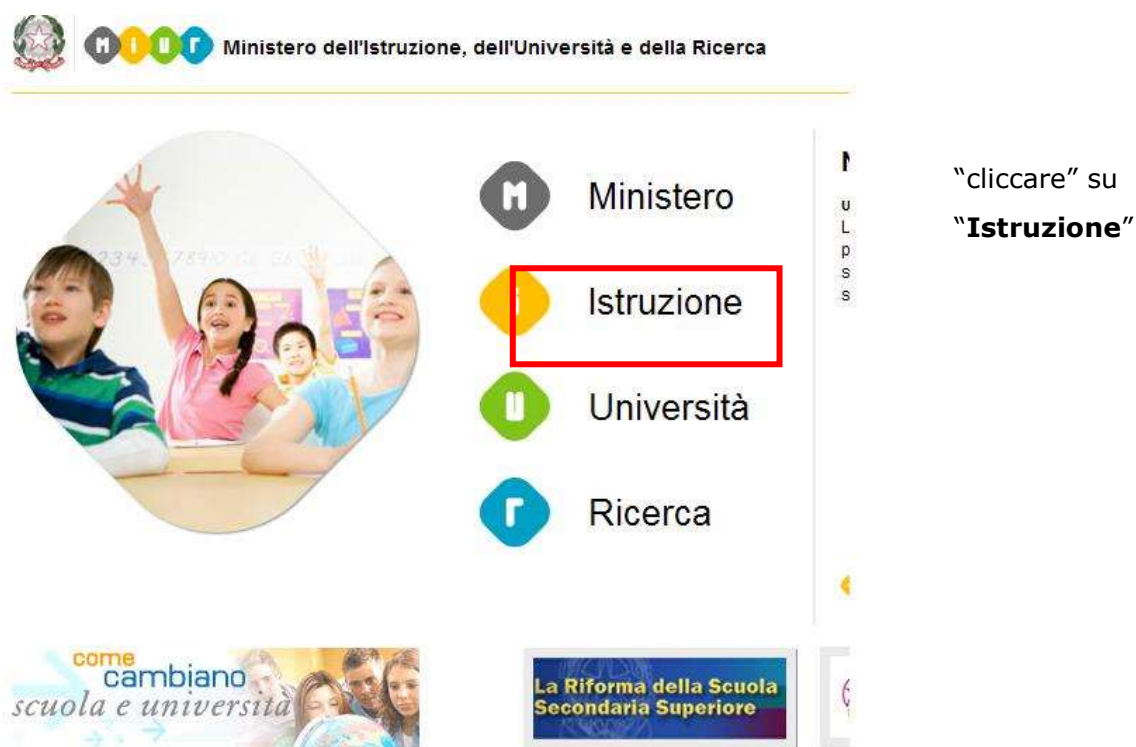 M i U r Ministero dell'Istruzione, dell'Università e della Ricerca
M Ministero
Istruzione
U Università
r Ricerca
u
L
p
s
s
"cliccare" su
"Istruzione"
come
cambiano
scuola e università
La Riforma della Scuola
Secondaria Superiore